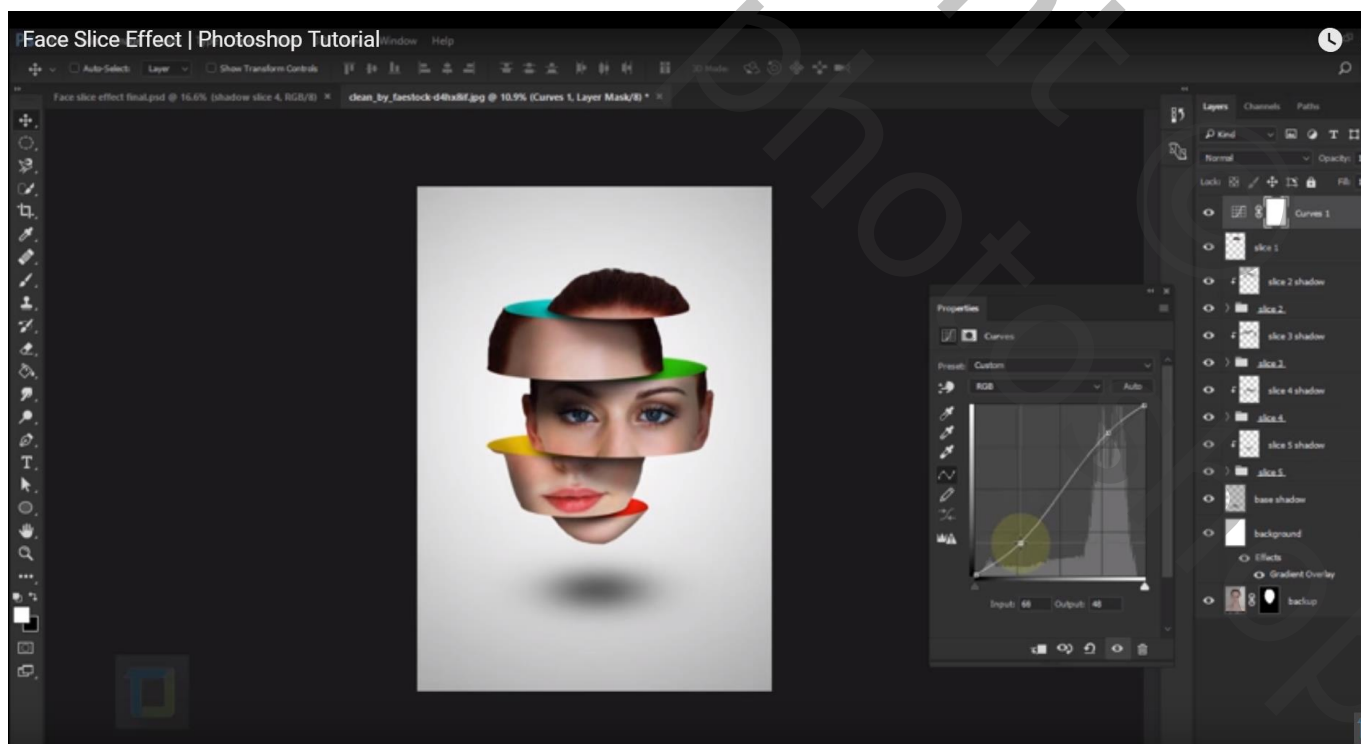 Face Slice Effect | Photoshop Tutorial
Window Help
Auto-Select: Layer Show Transform Controls 3D Mode:
Face slice effect final.psd @ 16.6% (shadow slice 4, RGB/8) × clean_by_faestock-d4hx8if.jpg @ 10.9% (Curves 1, Layer Mask/8) * ×
Layers Channels Paths
Kind
Normal Opacity:
Lock: Fill:
Curves 1
slice 1
slice 2 shadow
slice 2
slice 3 shadow
slice 3
slice 4 shadow
slice 4
slice 5 shadow
slice 5
base shadow
background
Effects
Gradient Overlay
backup
Properties
Curves
Preset: Custom
RGB Auto
Input: 66 Output: 48
photo